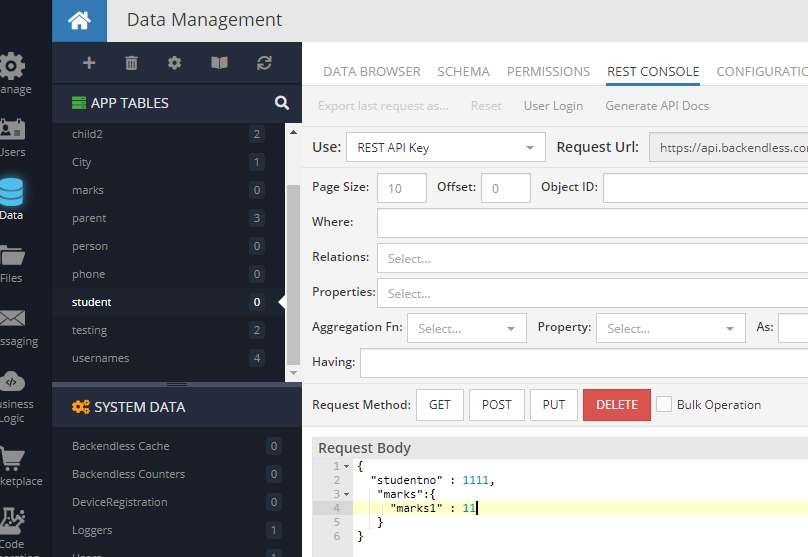 Data Management
anage
Users
Data
Files
ssaging
usiness
Logic
ketplace
Code
APP TABLES
child2 2
City 1
marks 0
parent 3
person 0
phone 0
student 0
testing 2
usernames 4
SYSTEM DATA
Backendless Cache 0
Backendless Counters 0
DeviceRegistration 0
Loggers 1
DATA BROWSER SCHEMA PERMISSIONS REST CONSOLE CONFIGURATIO
Export last request as... Reset User Login Generate API Docs
Use: REST API Key Request Url: https://api.backendless.co
Page Size: 10 Offset: 0 Object ID:
Where:
Relations: Select...
Properties: Select...
Aggregation Fn: Select... Property: Select... As:
Having:
Request Method: GET POST PUT DELETE Bulk Operation
Request Body
1 {
2 "studentno" : 1111,
3 "marks":{
4 "marks1" : 11
5 }
6 }